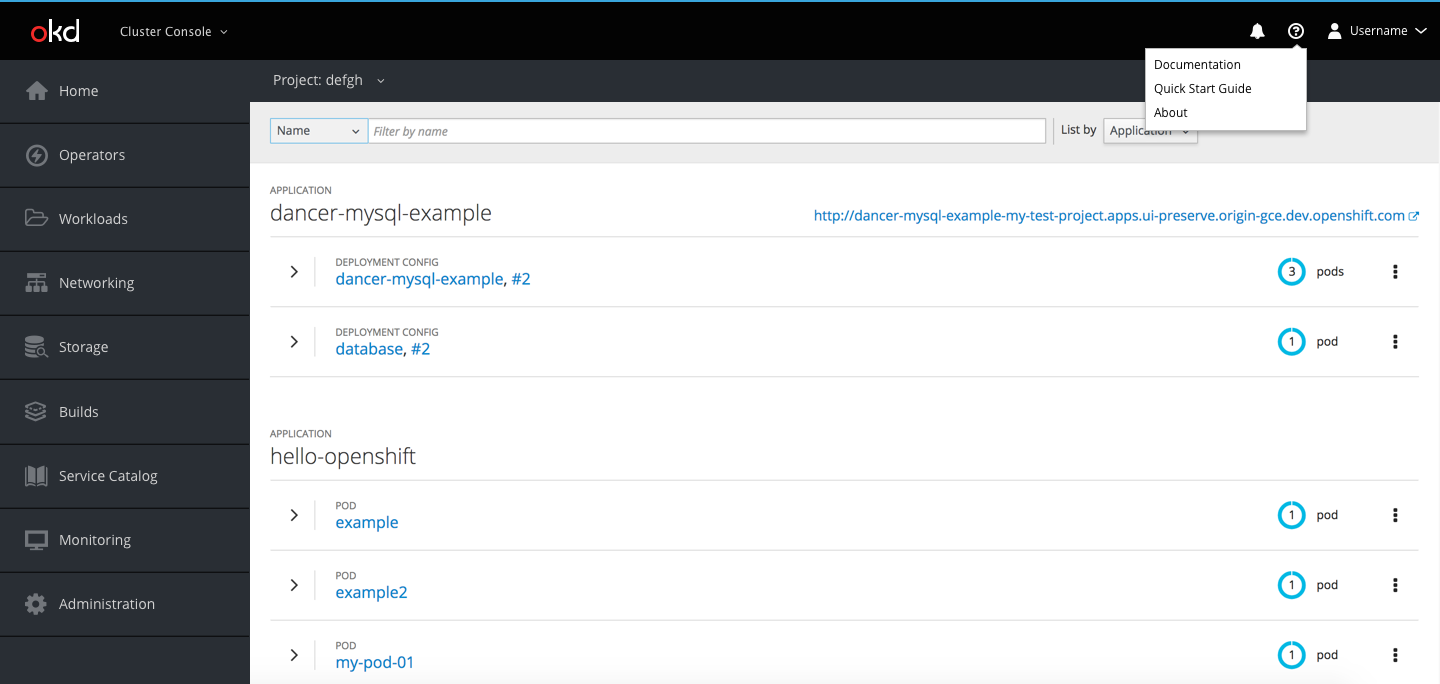 okd
Cluster Console
Username
Documentation
Quick Start Guide
About
Project: defgh
Home
Operators
Workloads
Networking
Storage
Builds
Service Catalog
Monitoring
Administration
Name
Filter by name
List by
Application
APPLICATION
dancer-mysql-example
http://dancer-mysql-example-my-test-project.apps.ui-preserve.origin-gce.dev.openshift.com
DEPLOYMENT CONFIG
dancer-mysql-example, #2
3 pods
DEPLOYMENT CONFIG
database, #2
1 pod
APPLICATION
hello-openshift
POD
example
1 pod
POD
example2
1 pod
POD
my-pod-01
1 pod